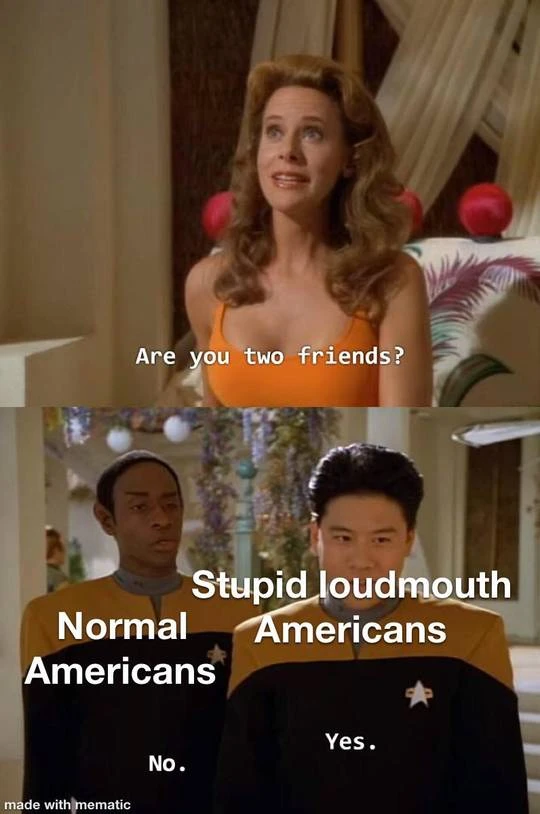 Are you two friends?
Stupid loudmouth
Americans
Normal
Americans
Yes.
No.
made with mematic